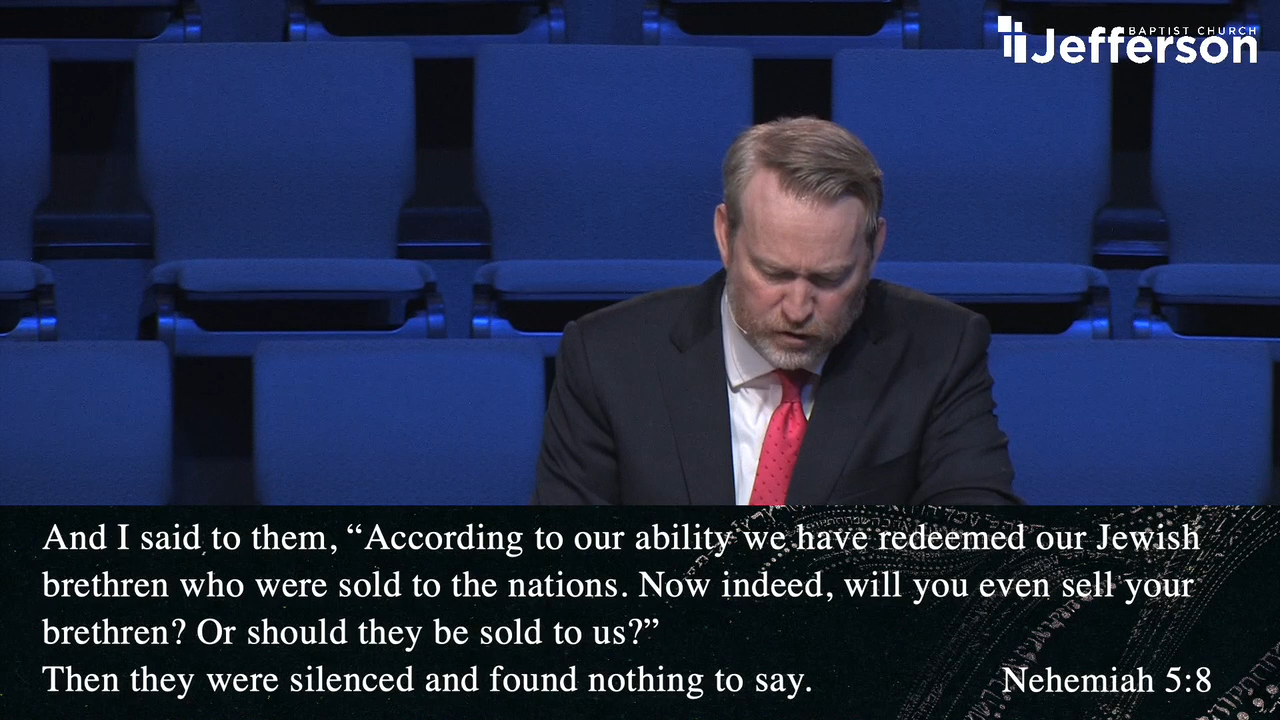 BAPTIST CHURCH
Jefferson
And I said to them, “According to our ability we have redeemed our Jewish
brethren who were sold to the nations. Now indeed, will you even sell your
brethren? Or should they be sold to us?”
Then they were silenced and found nothing to say.
Nehemiah 5:8